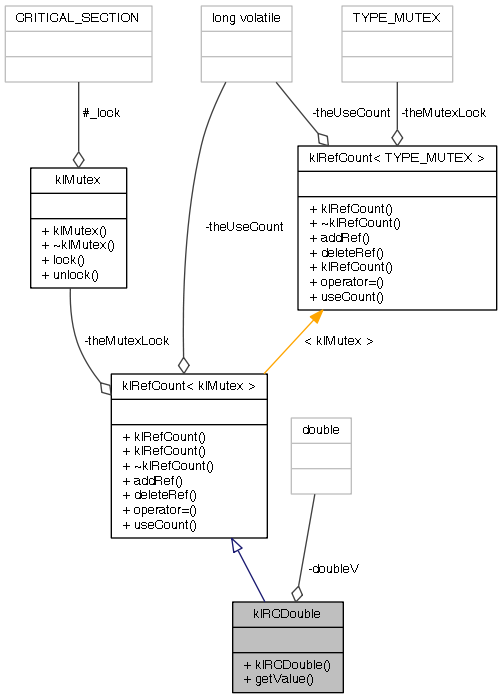 CRITICAL_SECTION
long volatile
TYPE_MUTEX
#_lock
-theUseCount
-theMutexLock
klMutex
+ klMutex()
+ ~klMutex()
+ lock()
+ unlock()
klRefCount< TYPE_MUTEX >
+ klRefCount()
+ ~klRefCount()
+ addRef()
+ deleteRef()
+ klRefCount()
+ operator=()
+ useCount()
-theUseCount
-theMutexLock
< klMutex >
klRefCount< klMutex >
+ klRefCount()
+ klRefCount()
+ ~klRefCount()
+ addRef()
+ deleteRef()
+ operator=()
+ useCount()
double
-doubleV
klRCDouble
+ klRCDouble()
+ getValue()